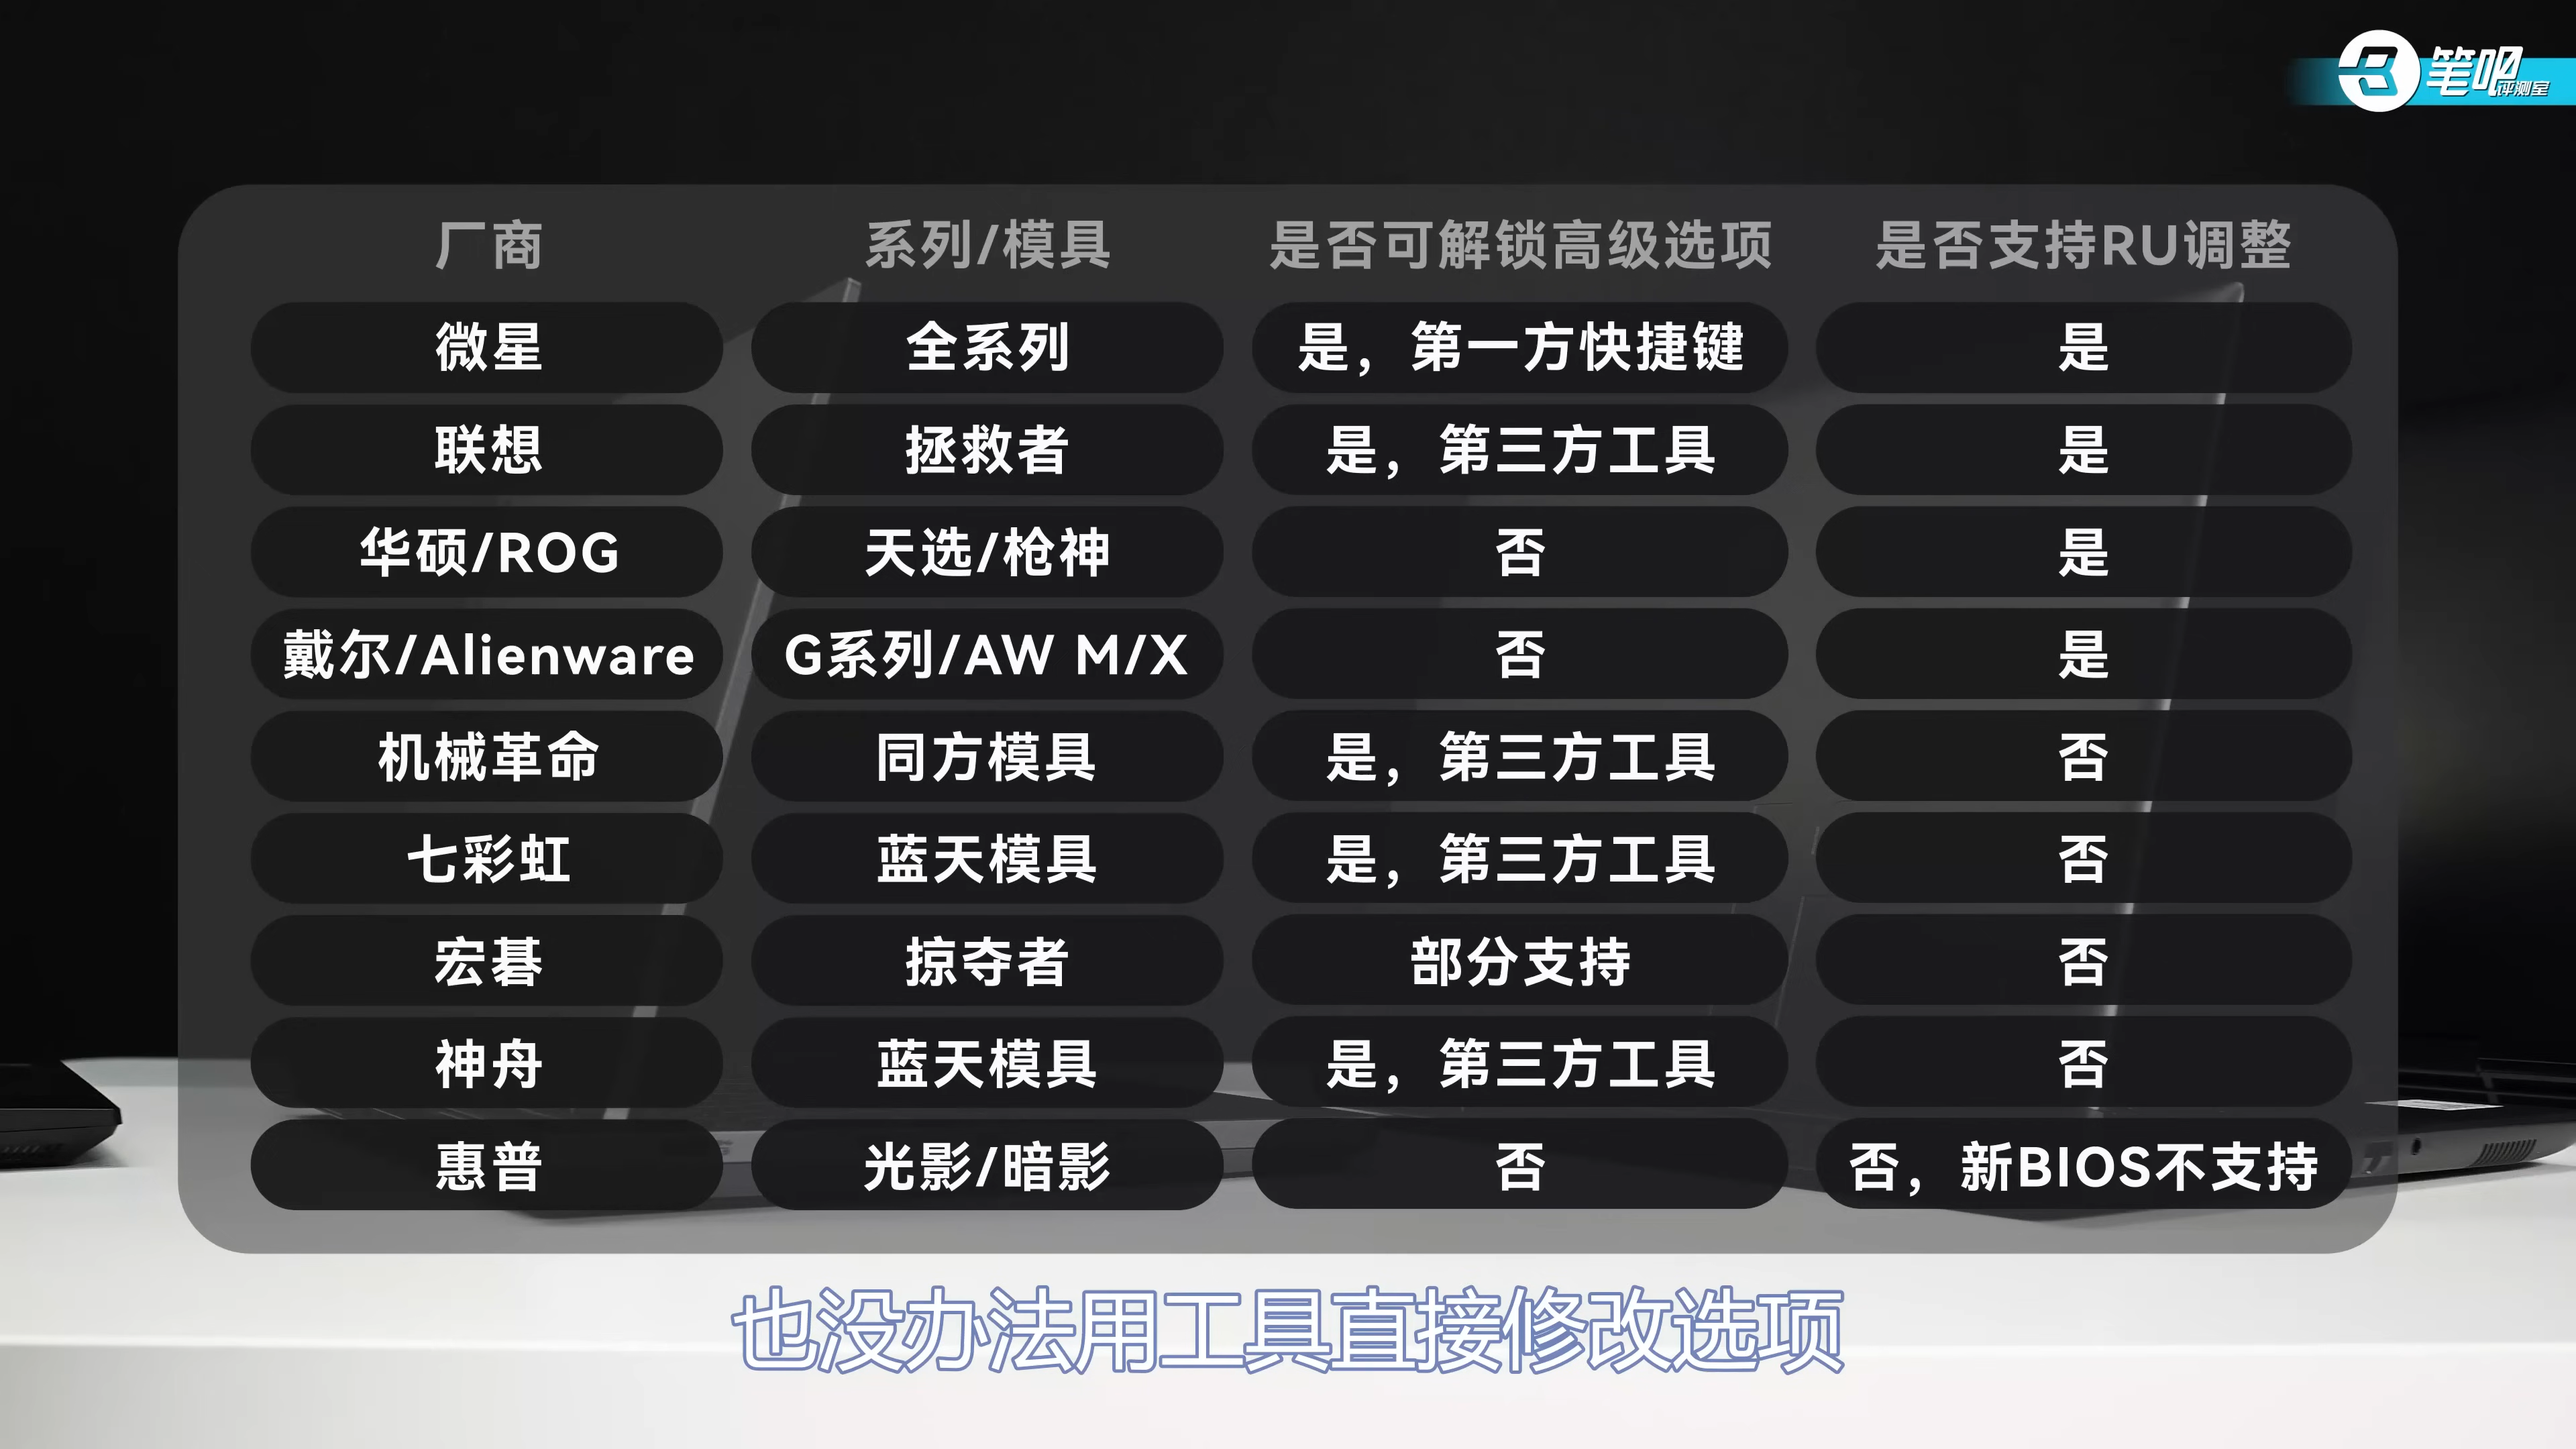 笔吧评测室
厂商 系列/模具 是否可解锁高级选项 是否支持RU调整
微星 全系列 是，第一方快捷键 是
联想 拯救者 是，第三方工具 是
华硕/ROG 天选/枪神 否 是
戴尔/Alienware G系列/AW M/X 否 是
机械革命 同方模具 是，第三方工具 否
七彩虹 蓝天模具 是，第三方工具 否
宏碁 掠夺者 部分支持 否
神舟 蓝天模具 是，第三方工具 否
惠普 光影/暗影 否 否，新BIOS不支持
也没办法用工具直接修改选项